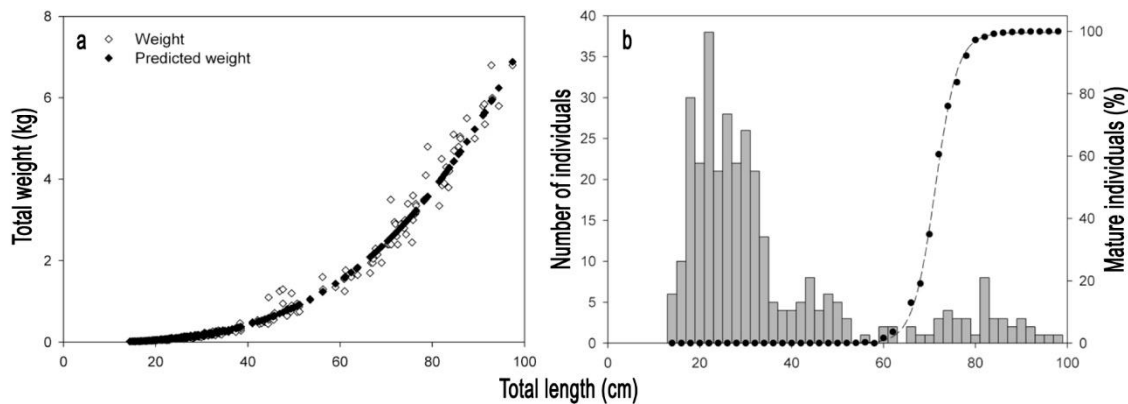 a
Weight
Predicted weight
Total weight (kg)
8
6
4
2
0
0 20 40 60 80 100
b
Number of individuals
40
35
30
25
20
15
10
5
0
0 20 40 60 80 100
100
80
60
40
20
0
Mature individuals (%)
Total length (cm)